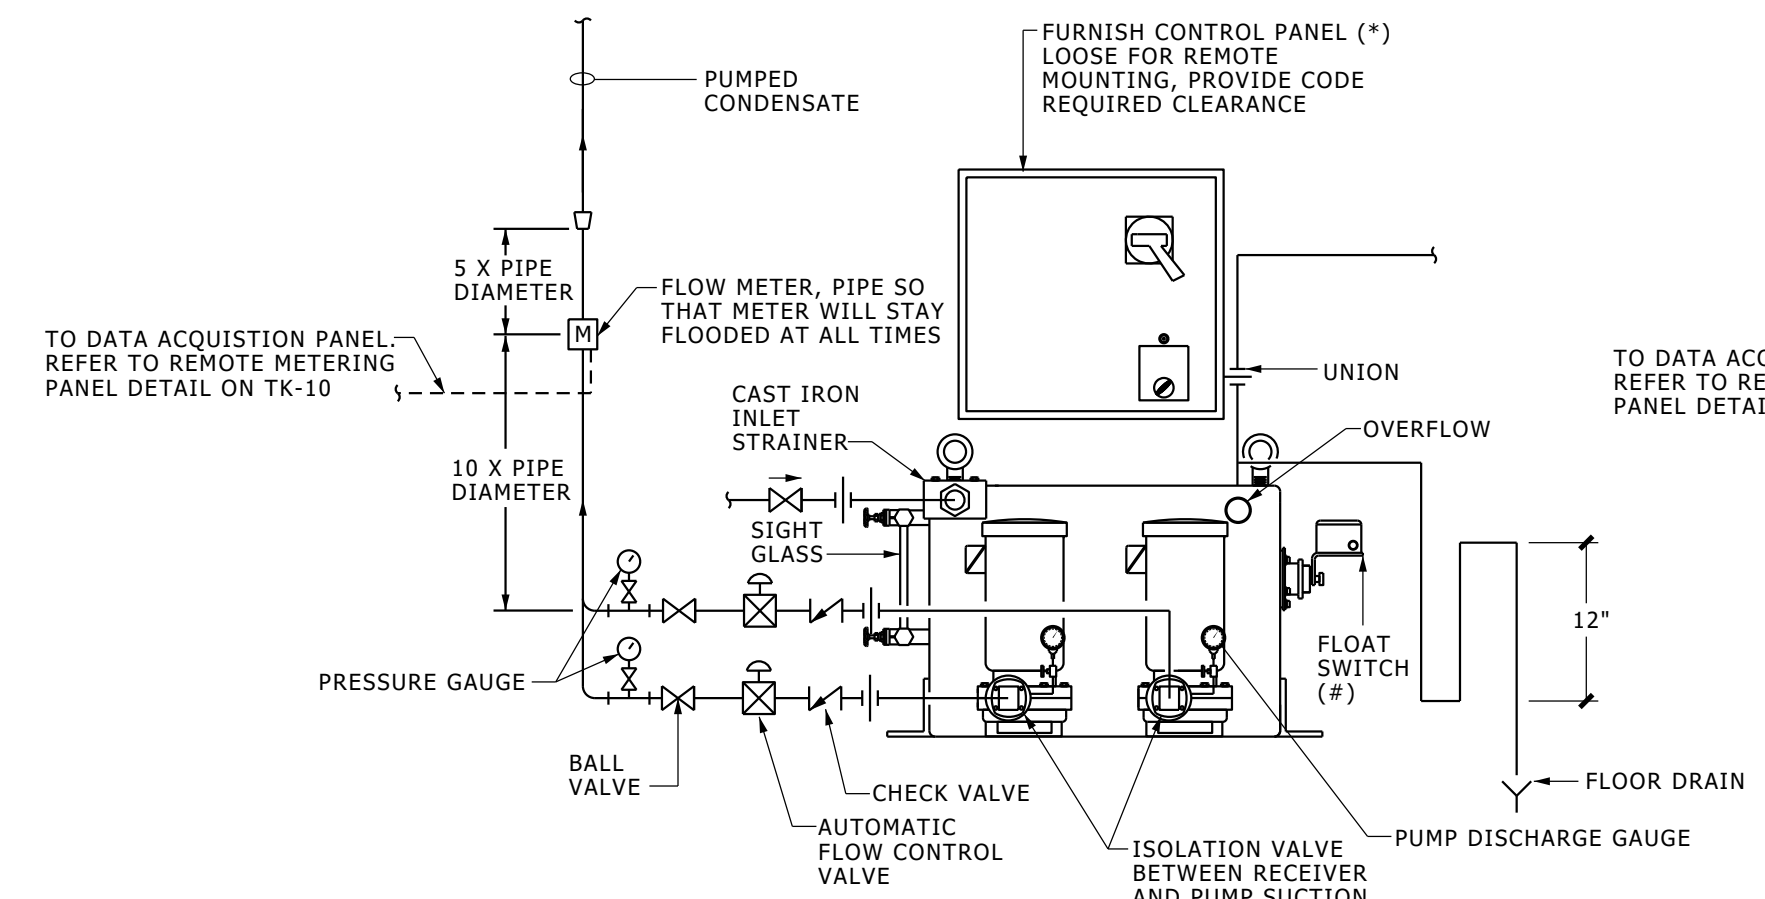 PUMPED
CONDENSATE
FURNISH CONTROL PANEL (*)
LOOSE FOR REMOTE
MOUNTING, PROVIDE CODE
REQUIRED CLEARANCE
5 X PIPE
DIAMETER
FLOW METER, PIPE SO
THAT METER WILL STAY
FLOODED AT ALL TIMES
M
TO DATA ACQUISTION PANEL.
REFER TO REMOTE METERING
PANEL DETAIL ON TK-10
UNION
TO DATA ACQ
REFER TO RE
PANEL DETAI
CAST IRON
INLET
STRAINER
OVERFLOW
10 X PIPE
DIAMETER
SIGHT
GLASS
12"
FLOAT
SWITCH
(#)
PRESSURE GAUGE
BALL
VALVE
CHECK VALVE
FLOOR DRAIN
AUTOMATIC
FLOW CONTROL
VALVE
PUMP DISCHARGE GAUGE
ISOLATION VALVE
BETWEEN RECEIVER
AND PUMP SUCTION